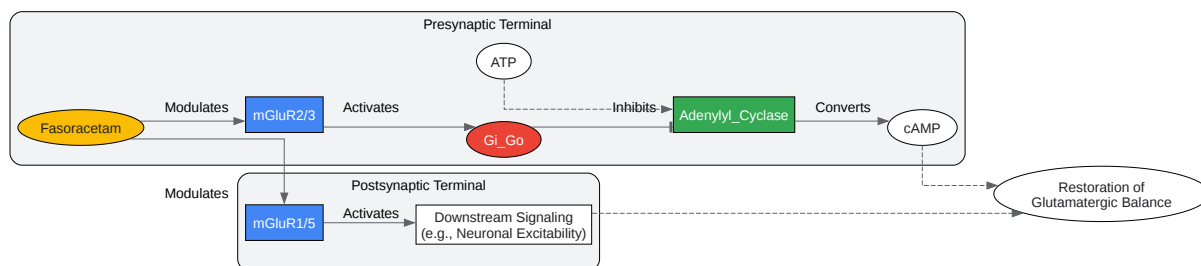 Presynaptic Terminal
ATP
Modulates
Activates
Inhibits
Converts
Fasoracetam
mGluR2/3
Gi_Go
Adenylyl_Cyclase
cAMP
Modulates
Postsynaptic Terminal
mGluR1/5
Activates
Downstream Signaling
(e.g., Neuronal Excitability)
Restoration of
Glutamatergic Balance